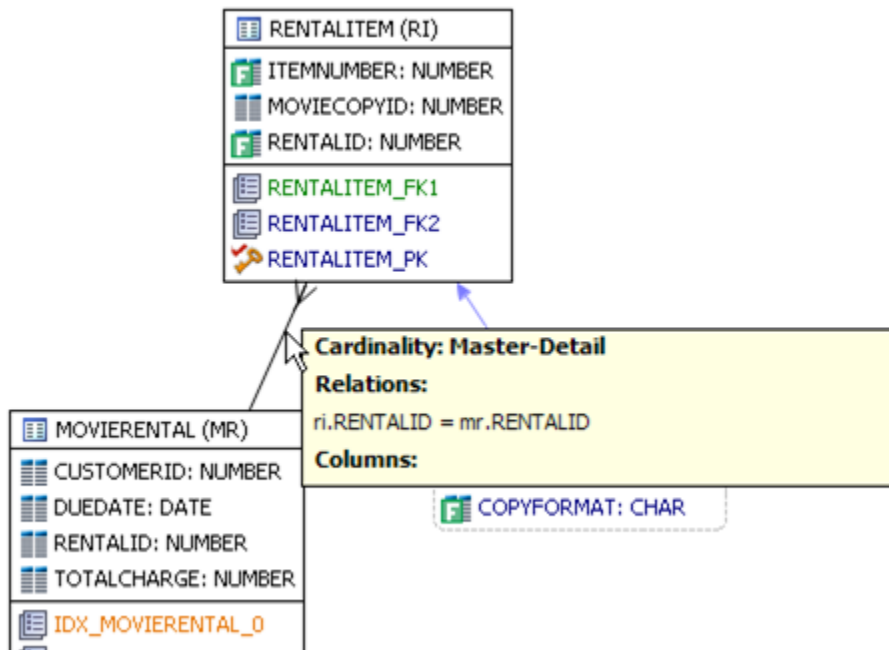 RENTALITEM (RI)
ITEMNUMBER: NUMBER
MOVIECOPYID: NUMBER
RENTALID: NUMBER
RENTALITEM_FK1
RENTALITEM_FK2
RENTALITEM_PK
Cardinality: Master-Detail
Relations:
ri.RENTALID = mr.RENTALID
Columns:
MOVIERENTAL (MR)
CUSTOMERID: NUMBER
DUEDATE: DATE
RENTALID: NUMBER
TOTALCHARGE: NUMBER
IDX_MOVIERENTAL_0
COPYFORMAT: CHAR